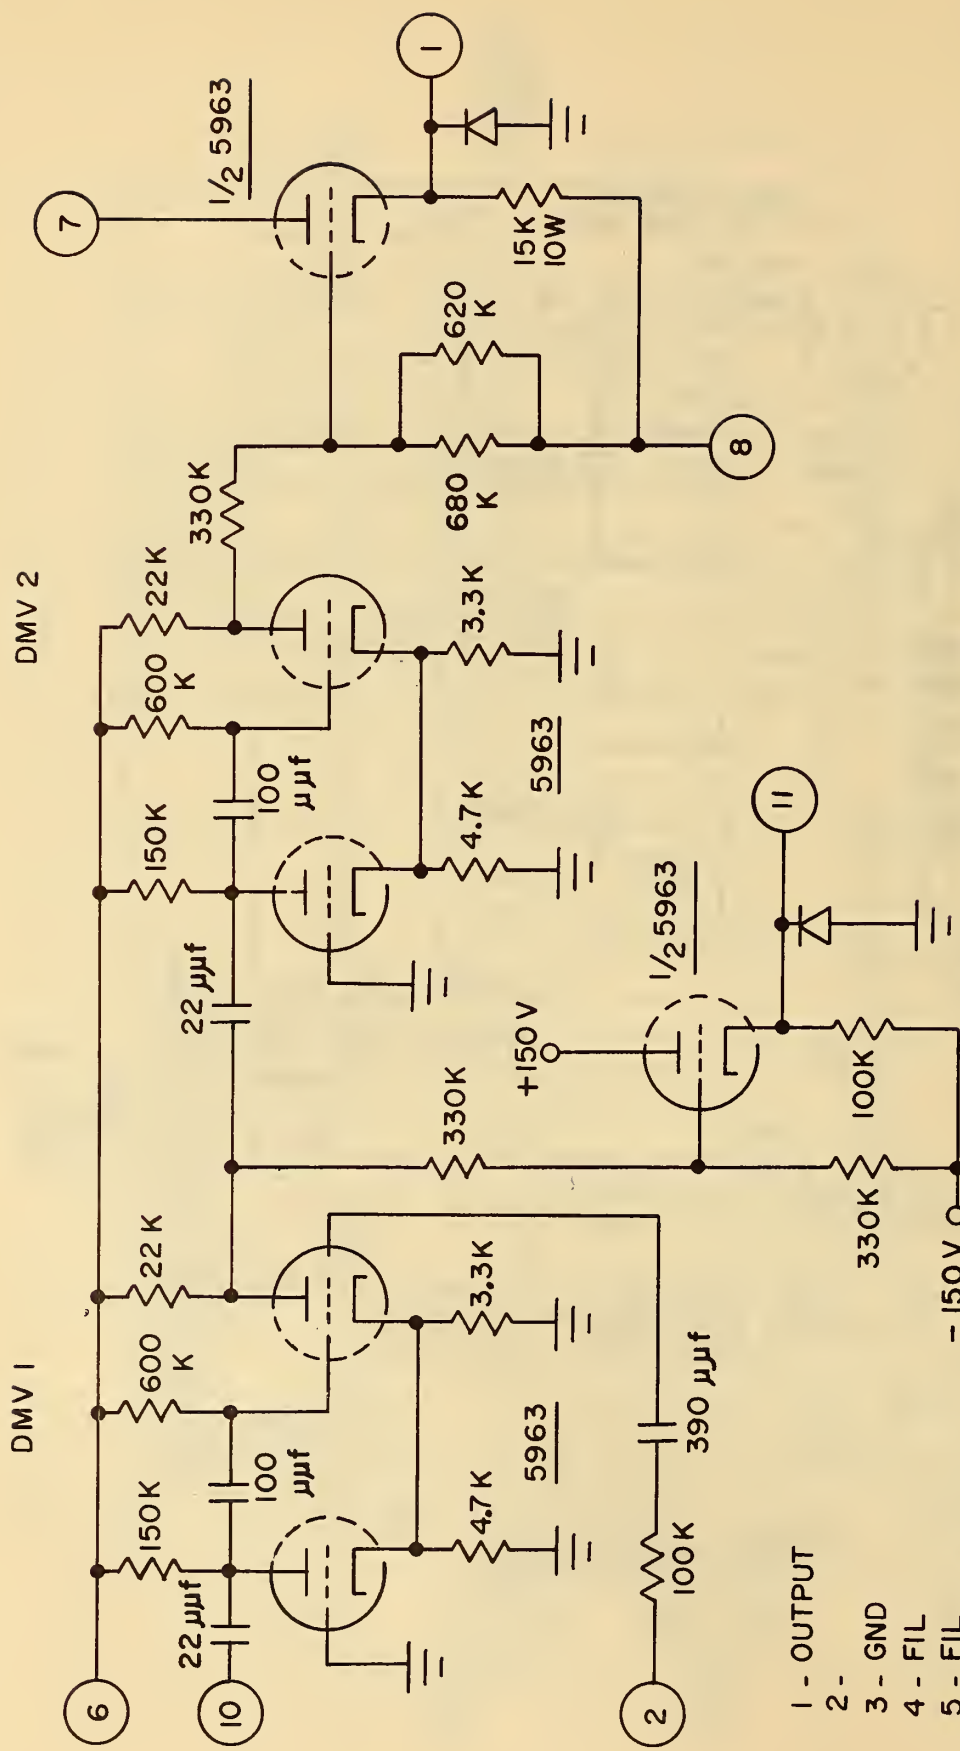 DMV 1
DMV 2
6
10
2
22 μμf
150K
100
μμf
600
K
22K
4.7K
3.3K
5963
100K
390 μμf
330K
22 μμf
150K
100
μμf
600
K
22K
4.7K
3.3K
5963
330K
680
K
620
K
8
7
1/2 5963
15K
10W
1
+150V
1/2 5963
11
330K
100K
-150V
1 - OUTPUT
2 -
3 - GND
4 - FIL
5 - FIL